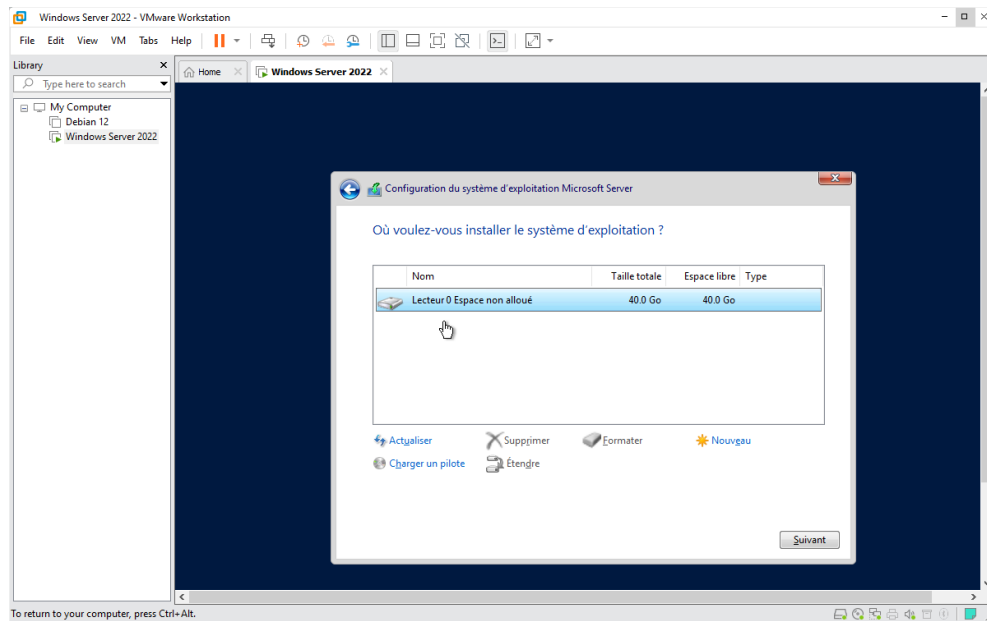 Windows Server 2022 - VMware Workstation
File Edit View VM Tabs Help
Library
Home
Windows Server 2022
Type here to search
My Computer
Debian 12
Windows Server 2022
Configuration du système d'exploitation Microsoft Server
Où voulez-vous installer le système d'exploitation ?
Nom Taille totale Espace libre Type
Lecteur 0 Espace non alloué 40.0 Go 40.0 Go
Actualiser Supprimer Formater Nouveau
Charger un pilote Étendre
Suivant
To return to your computer, press Ctrl+Alt.